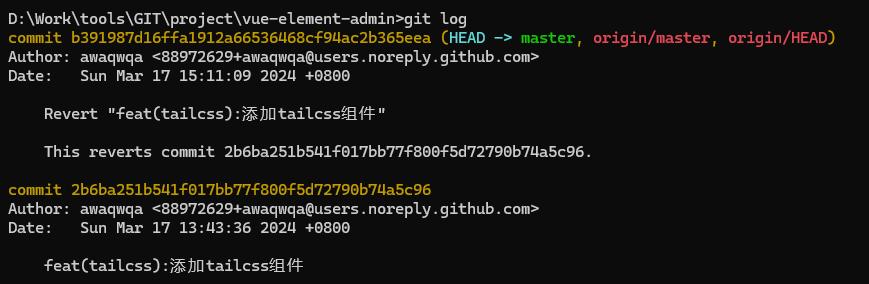 D:\Work\tools\GIT\project\vue-element-admin>git log
commit b391987d16ffa1912a66536468cf94ac2b365eea (HEAD -> master, origin/master, origin/HEAD)
Author: awaqwqa <88972629+awaqwqa@users.noreply.github.com>
Date:   Sun Mar 17 15:11:09 2024 +0800
Revert "feat(tailcss):添加tailcss组件"
This reverts commit 2b6ba251b541f017bb77f800f5d72790b74a5c96.
commit 2b6ba251b541f017bb77f800f5d72790b74a5c96
Author: awaqwqa <88972629+awaqwqa@users.noreply.github.com>
Date:   Sun Mar 17 13:43:36 2024 +0800
feat(tailcss):添加tailcss组件